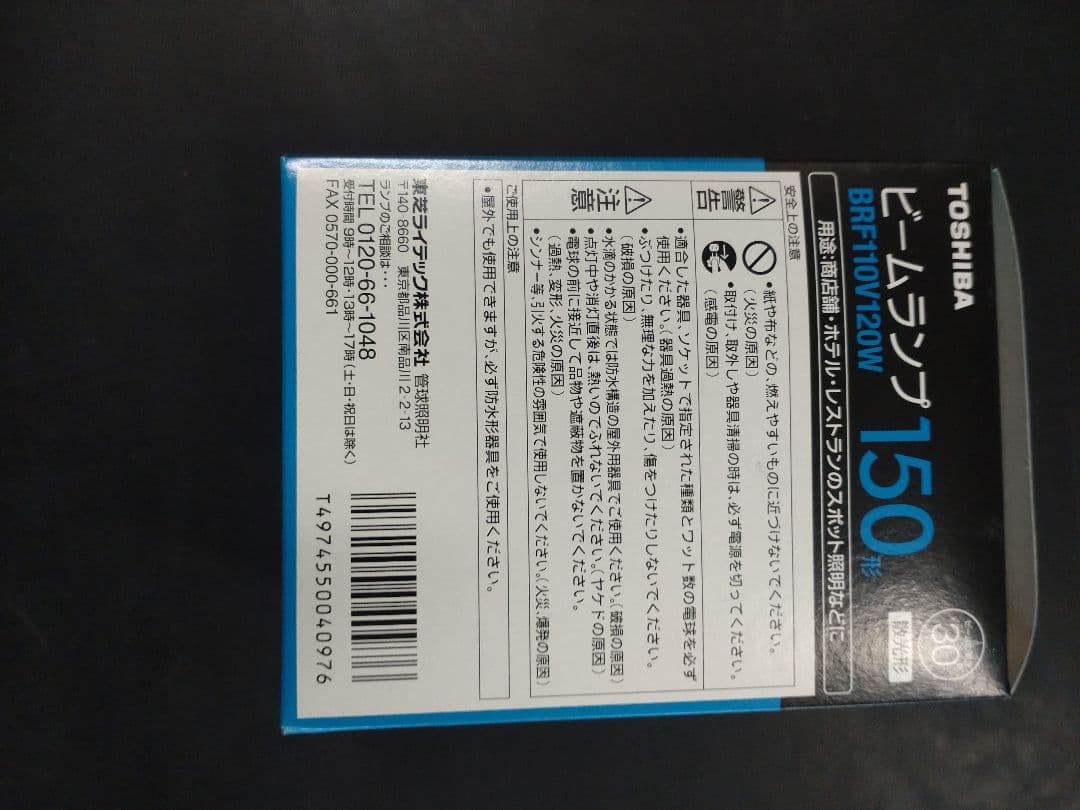 TOSHIBA
ビームランプ150形
BRF110V120W
30
散光形
用途:商店舗・ホテル・レストランのスポット照明などに
安全上の注意
警告
・紙や布などの、燃えやすいものに近づけないでください。
(火災の原因)
・取付け、取外しや器具清掃の時は、必ず電源を切ってください。
(感電の原因)
注意
・適合した器具、ソケットで指定された種類とワット数の電球を必ず
使用ください。(器具過熱の原因)
・ぶつけたり、無理な力を加えたり、傷をつけたりしないでください。
(破損の原因)
・水滴のかかる状態では防水構造の屋外用器具でご使用ください。(破損の原因)
・点灯中や消灯直後は、熱いのでふれないでください。(ヤケドの原因)
・電球の前に接近して品物や遮蔽物を置かないでください。
(過熱、変形、火災の原因)
・シンナー等、引火する危険性の雰囲気で使用しないでください。(火災、爆発の原因)
ご使用上の注意
・屋外でも使用できますが、必ず防水形器具をご使用ください。
東芝ライテック株式会社 管球照明社
〒140-8660 東京都品川区南品川2-2-13
ランプのご相談は・・・
TEL 0120-66-1048
受付時間 9時〜12時・13時〜17時(土・日・祝日は除く)
FAX 0570-000-661
T4974550040976